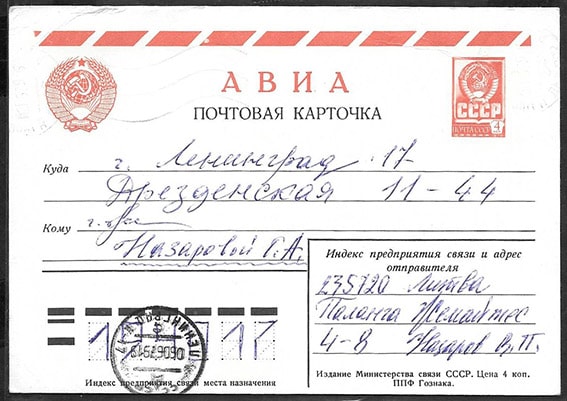 АВИА
ПОЧТОВАЯ КАРТОЧКА
СССР
ПОЧТА СССР 4К
Куда г. Ленинград 17
Дрезденская 11-44
Кому
Назаровой Г.А.
Индекс предприятия связи и адрес
отправителя
235720 Литва
Паланга Жемайтес
4-8 Назаров В.П.
Индекс предприятия связи места назначения
Издание Министерства связи СССР. Цена 4 коп.
ППФ Гознака.